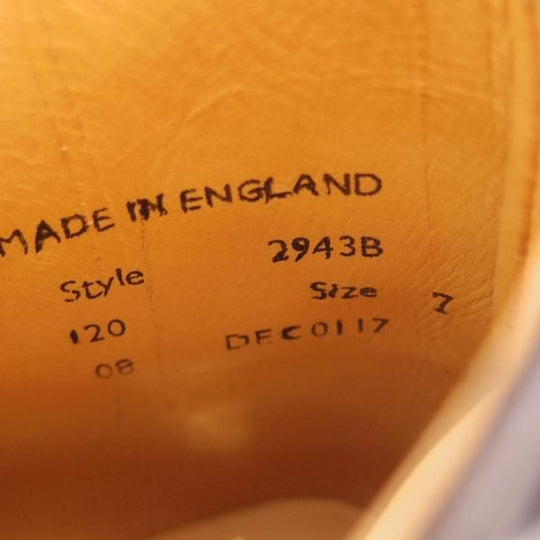 MADE IN ENGLAND
Style 2943B
120 Size 7
08 DEC0117